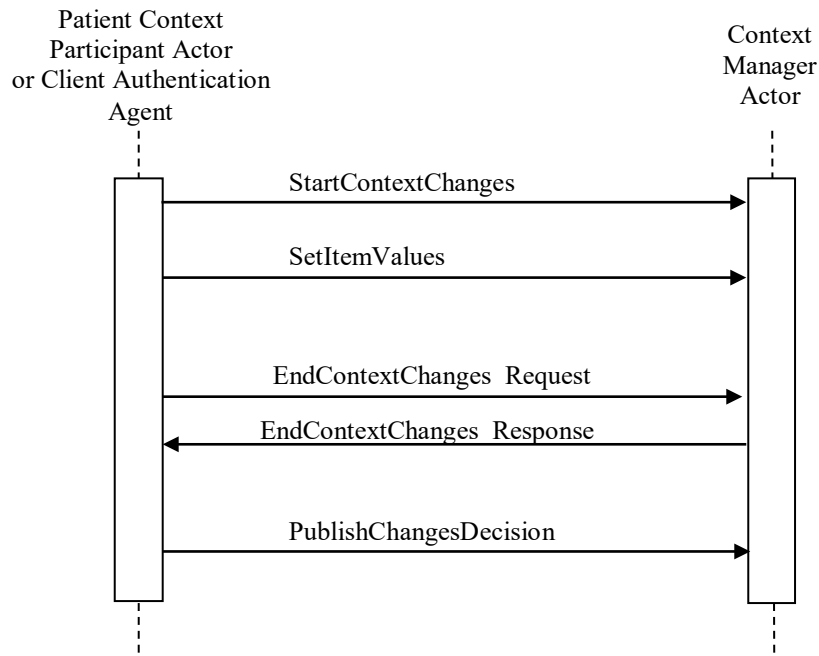 Patient Context
Participant Actor
or Client Authentication
Agent
Context
Manager
Actor
StartContextChanges
SetItemValues
EndContextChanges Request
EndContextChanges Response
PublishChangesDecision